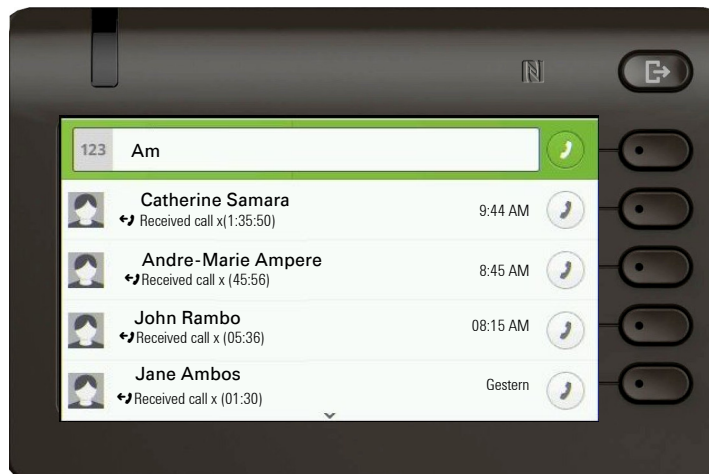 123 Am
Catherine Samara
Received call x(1:35:50)
9:44 AM
Andre-Marie Ampere
Received call x (45:56)
8:45 AM
John Rambo
Received call x (05:36)
08:15 AM
Jane Ambos
Received call x (01:30)
Gestern